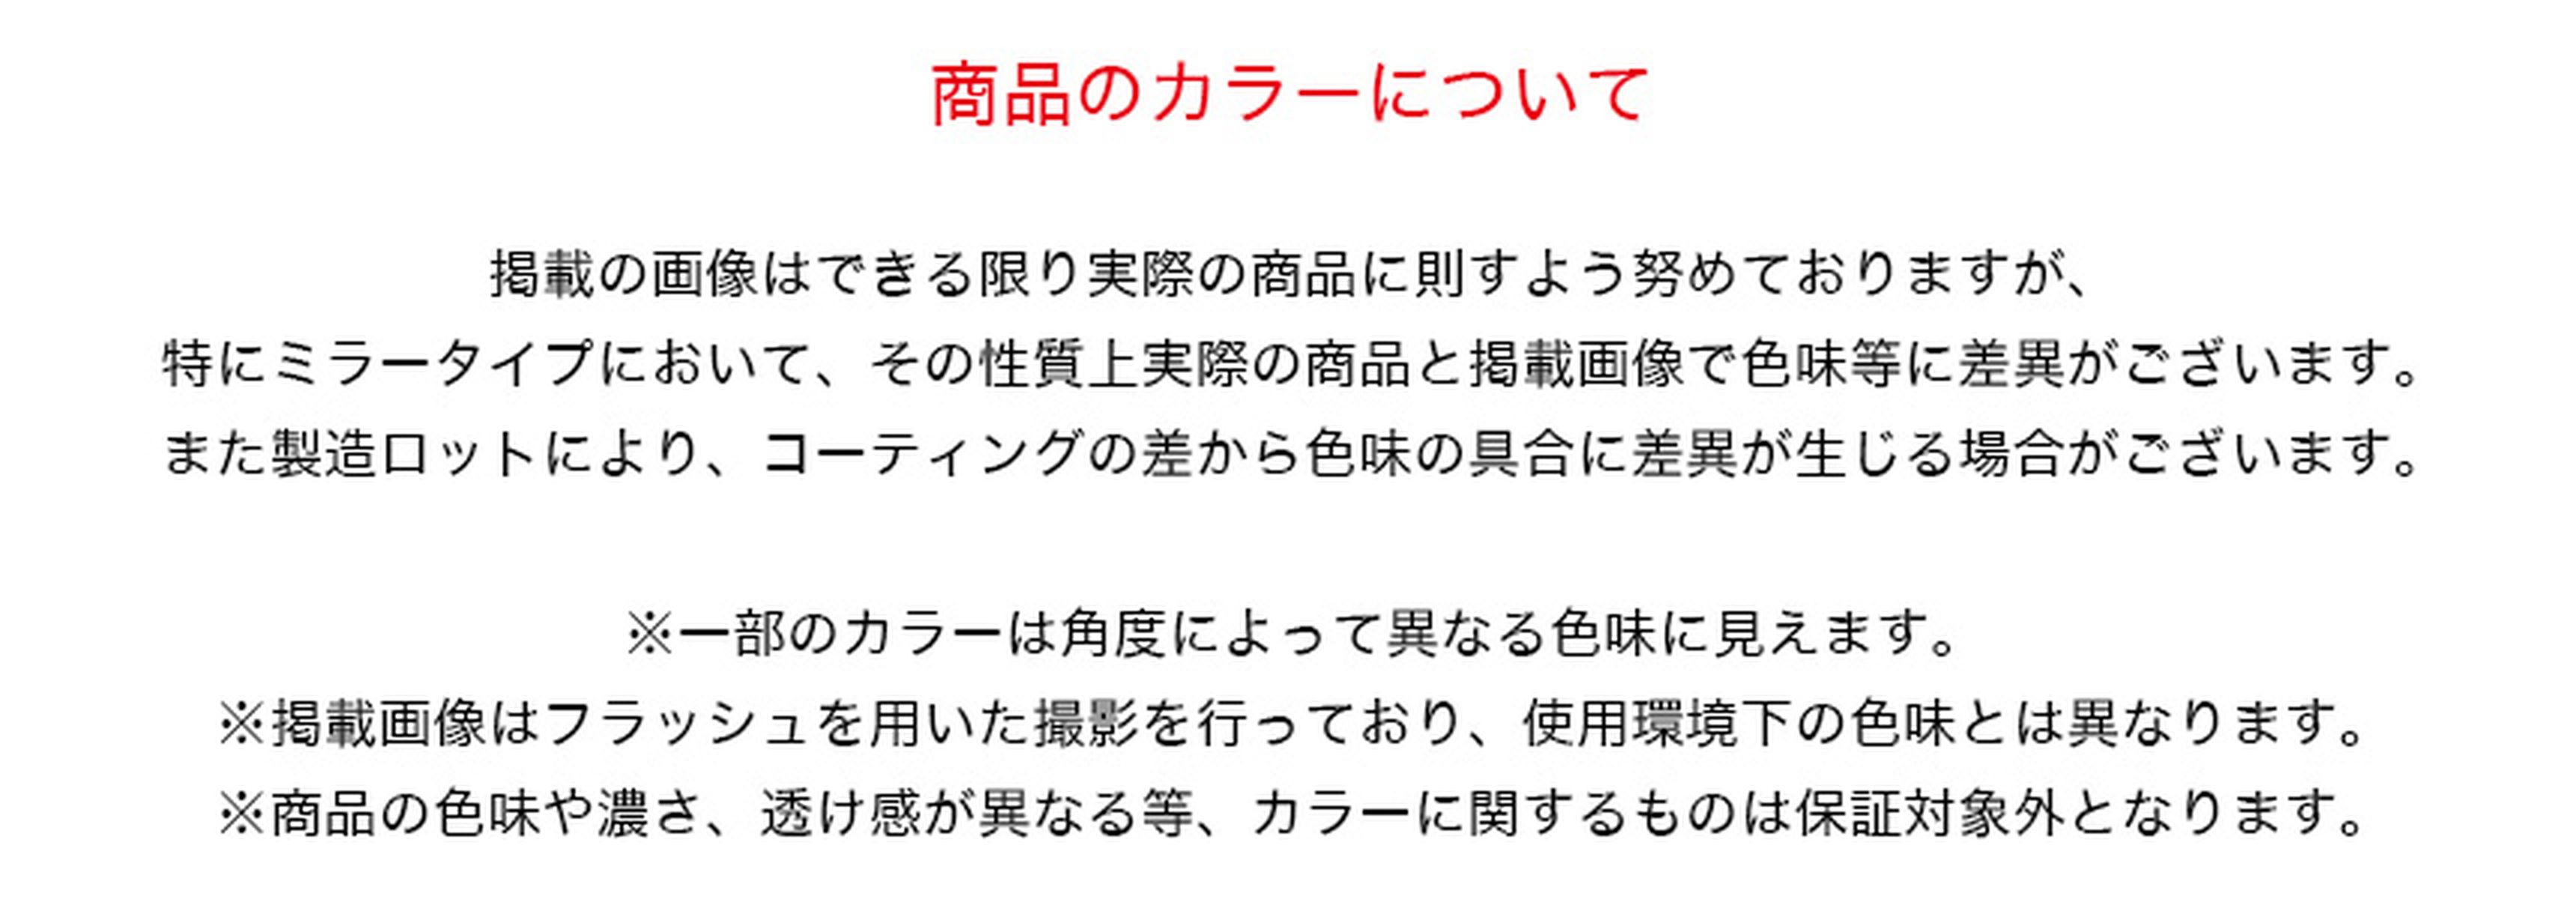 商品のカラーについて
掲載の画像はできる限り実際の商品に則すよう努めておりますが、
特にミラータイプにおいて、その性質上実際の商品と掲載画像で色味等に差異がございます。
また製造ロットにより、コーティングの差から色味の具合に差異が生じる場合がございます。
※一部のカラーは角度によって異なる色味に見えます。
※掲載画像はフラッシュを用いた撮影を行っており、使用環境下の色味とは異なります。
※商品の色味や濃さ、透け感が異なる等、カラーに関するものは保証対象外となります。